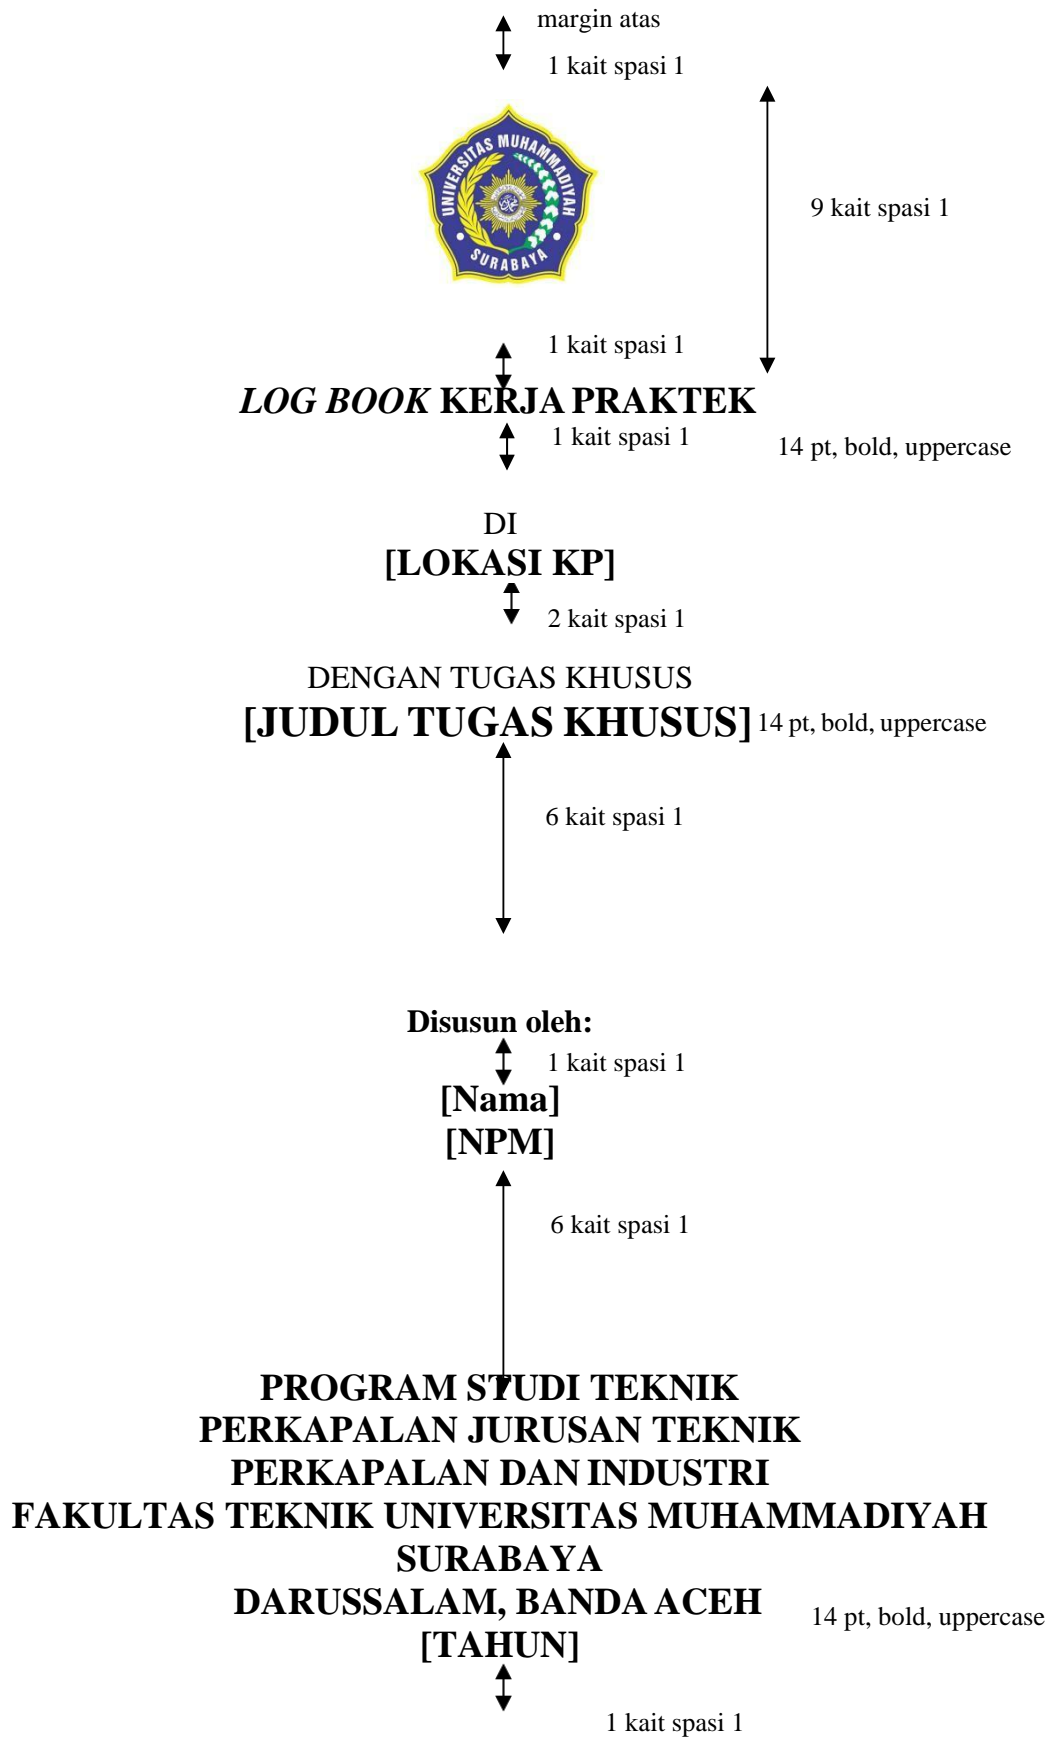 margin atas
1 kait spasi 1
UNIVERSITAS MUHAMMADIYAH
SURABAYA
9 kait spasi 1
1 kait spasi 1
LOG BOOK KERJA PRAKTEK
1 kait spasi 1
14 pt, bold, uppercase
DI
[LOKASI KP]
2 kait spasi 1
DENGAN TUGAS KHUSUS
[JUDUL TUGAS KHUSUS] 14 pt, bold, uppercase
6 kait spasi 1
Disusun oleh:
1 kait spasi 1
[Nama]
[NPM]
6 kait spasi 1
PROGRAM STUDI TEKNIK
PERKAPALAN JURUSAN TEKNIK
PERKAPALAN DAN INDUSTRI
FAKULTAS TEKNIK UNIVERSITAS MUHAMMADIYAH
SURABAYA
DARUSSALAM, BANDA ACEH
14 pt, bold, uppercase
[TAHUN]
1 kait spasi 1